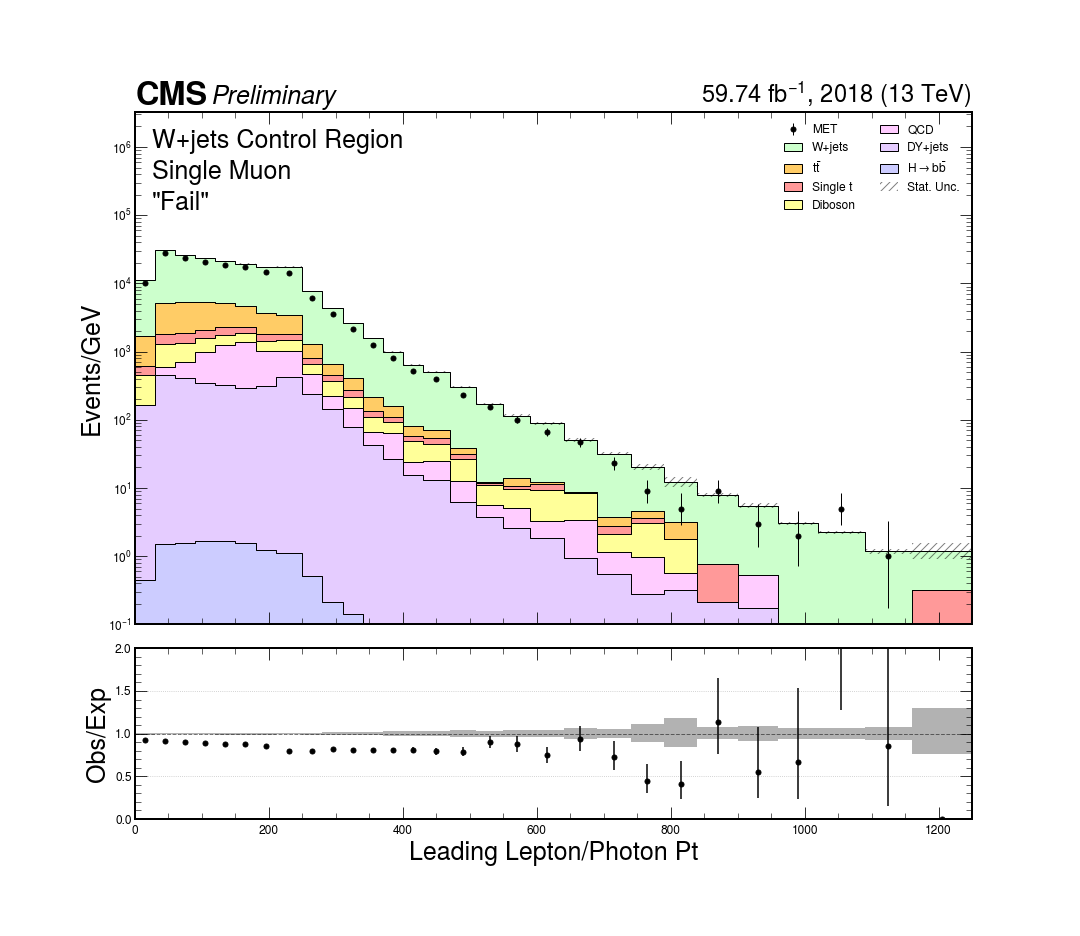 CMS Preliminary
59.74 fb⁻¹, 2018 (13 TeV)
W+jets Control Region
Single Muon
"Fail"
MET
W+jets
tt̄
Single t
Diboson
QCD
DY+jets
H→bb̄
Stat. Unc.
Events/GeV
10⁶
10⁵
10⁴
10³
10²
10¹
10⁰
10⁻¹
Obs/Exp
2.0
1.5
1.0
0.5
0.0
0 200 400 600 800 1000 1200
Leading Lepton/Photon Pt